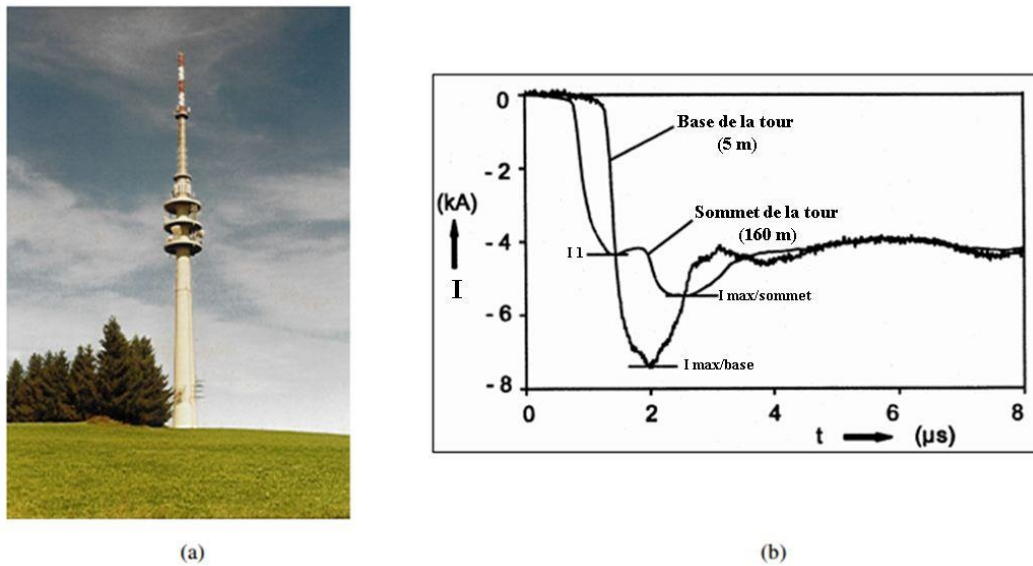 0
Base de la tour
(5 m)
- 2
(kA)
Sommet de la tour
(160 m)
- 4
I 1
I
I max/sommet
- 6
I max/base
- 8
0
2
4
6
8
t
(µs)
(a)
(b)